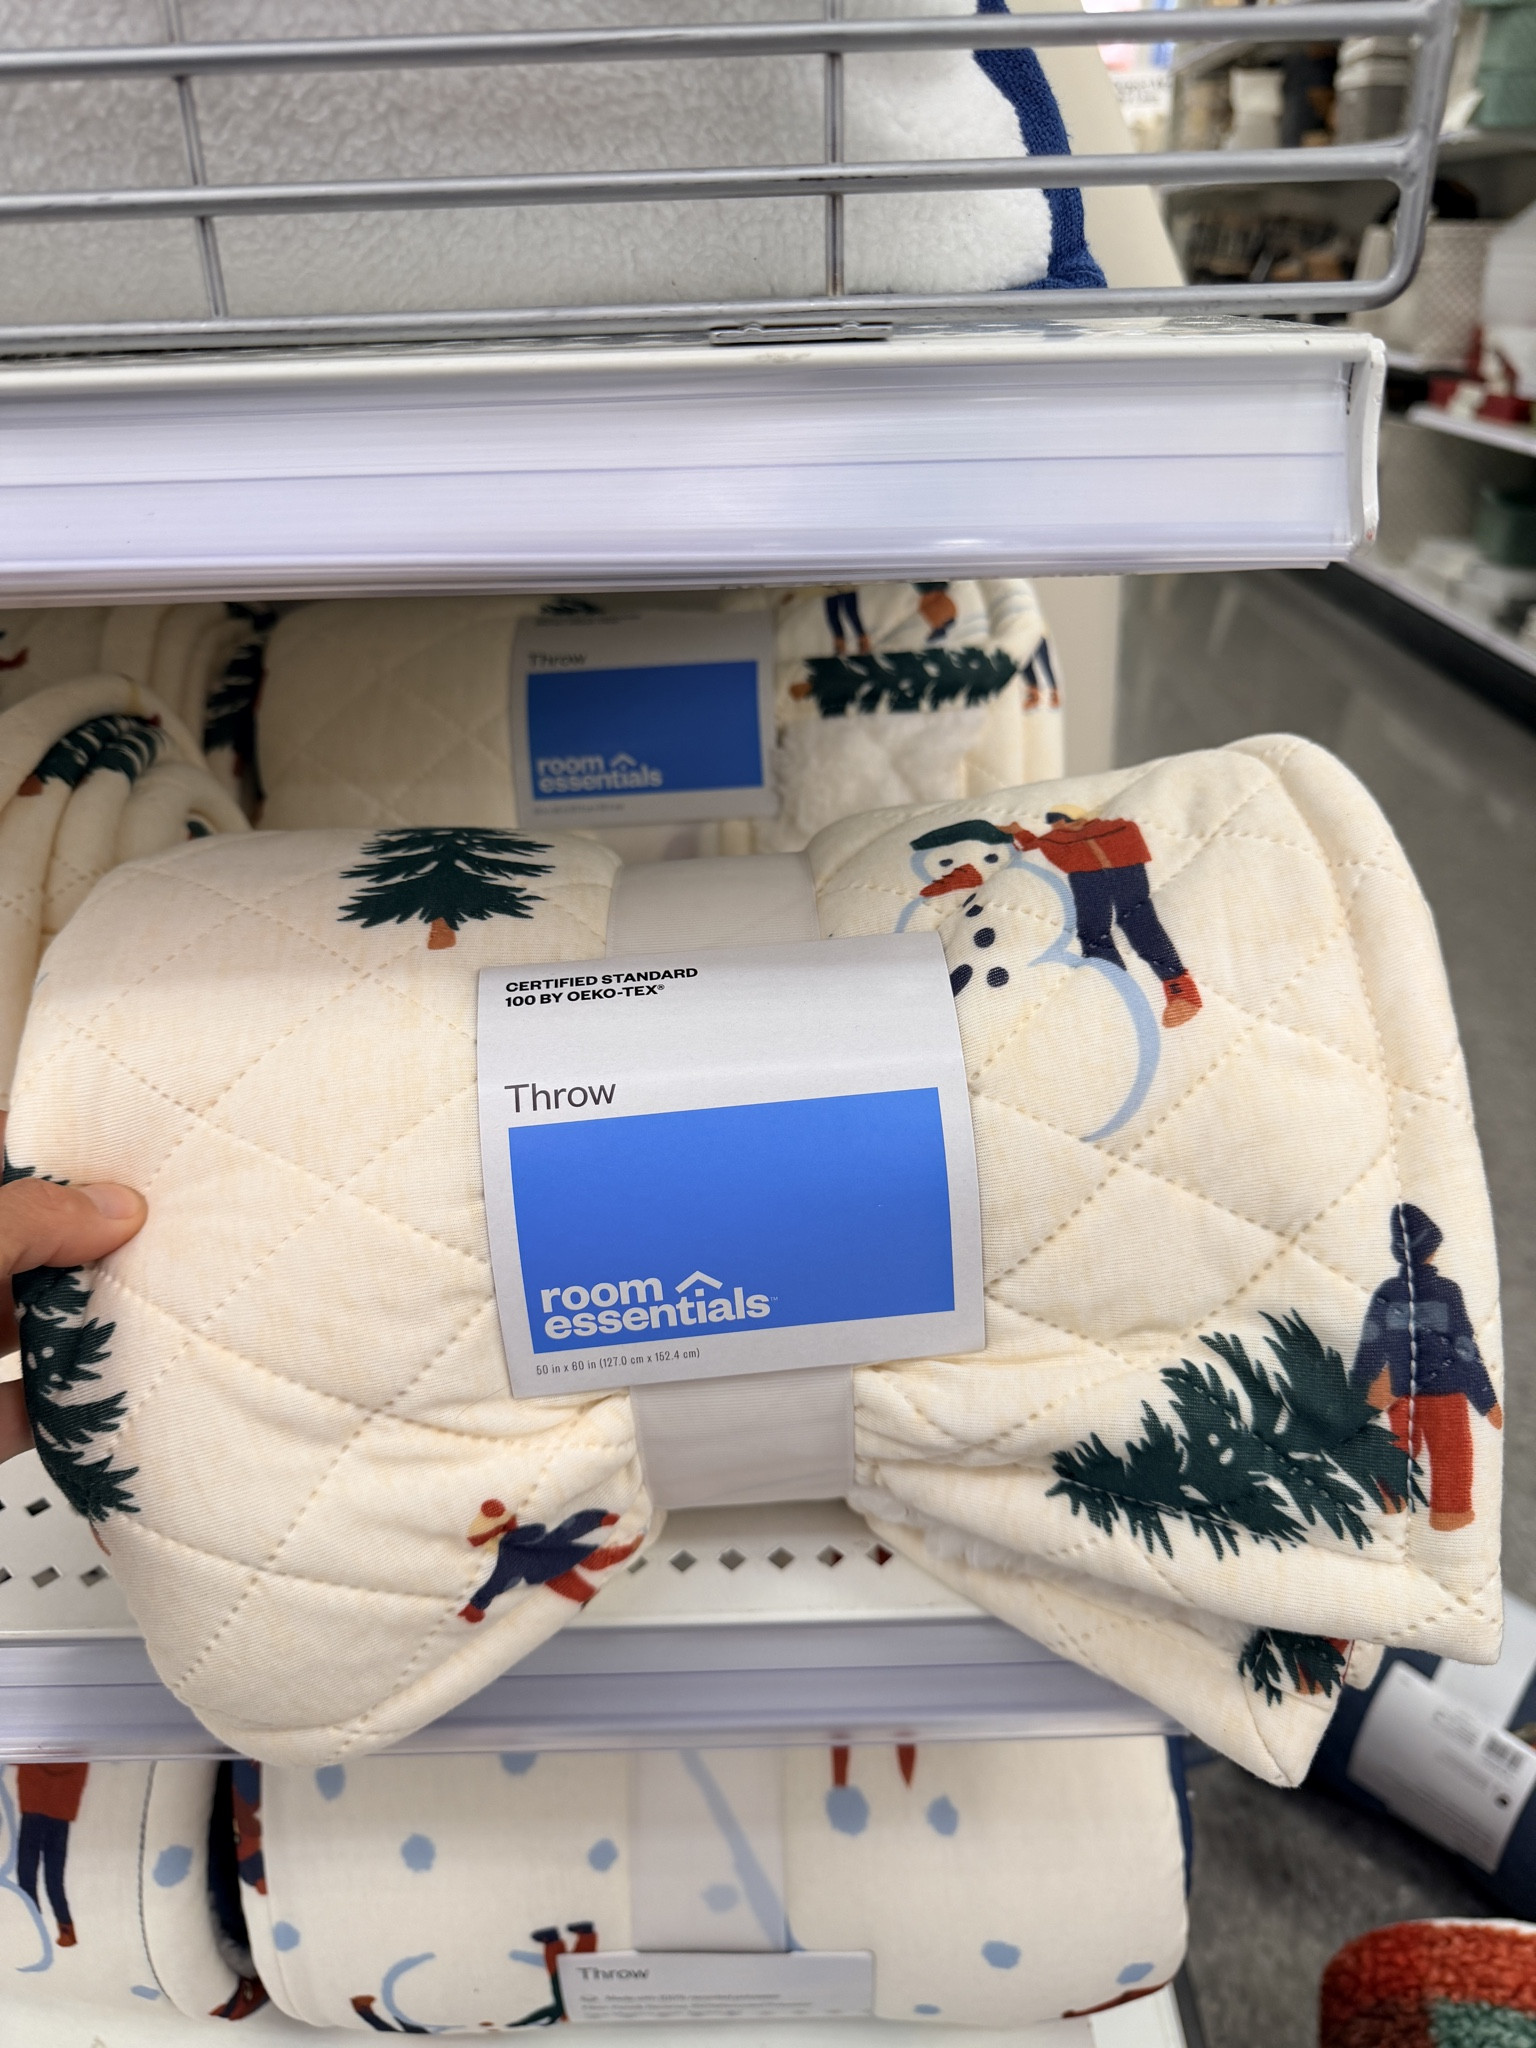 Throw
room
essentials
CERTIFIED STANDARD
100 BY OEKO-TEX®
Throw
room
essentials™
50 in x 60 in (127.0 cm x 152.4 cm)
Throw